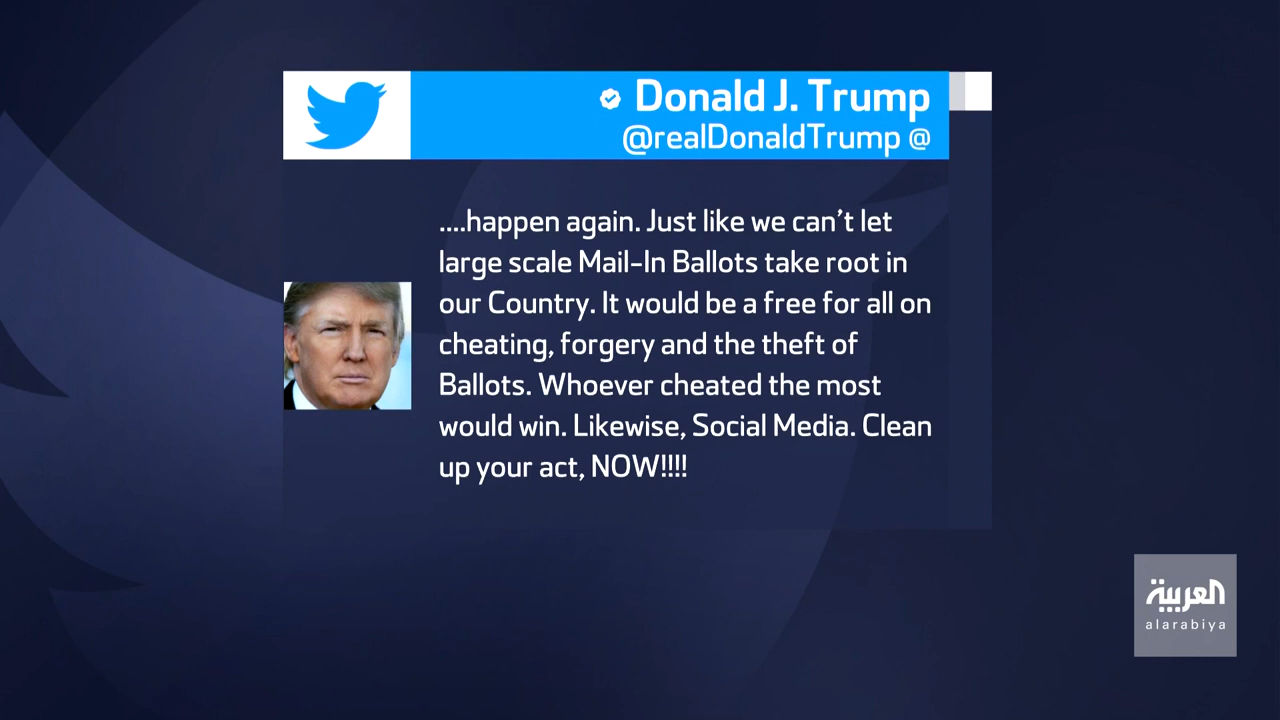 Donald J. Trump
@realDonaldTrump @
....happen again. Just like we can't let
large scale Mail-In Ballots take root in
our Country. It would be a free for all on
cheating, forgery and the theft of
Ballots. Whoever cheated the most
would win. Likewise, Social Media. Clean
up your act, NOW!!!!
العربية
alarabiya